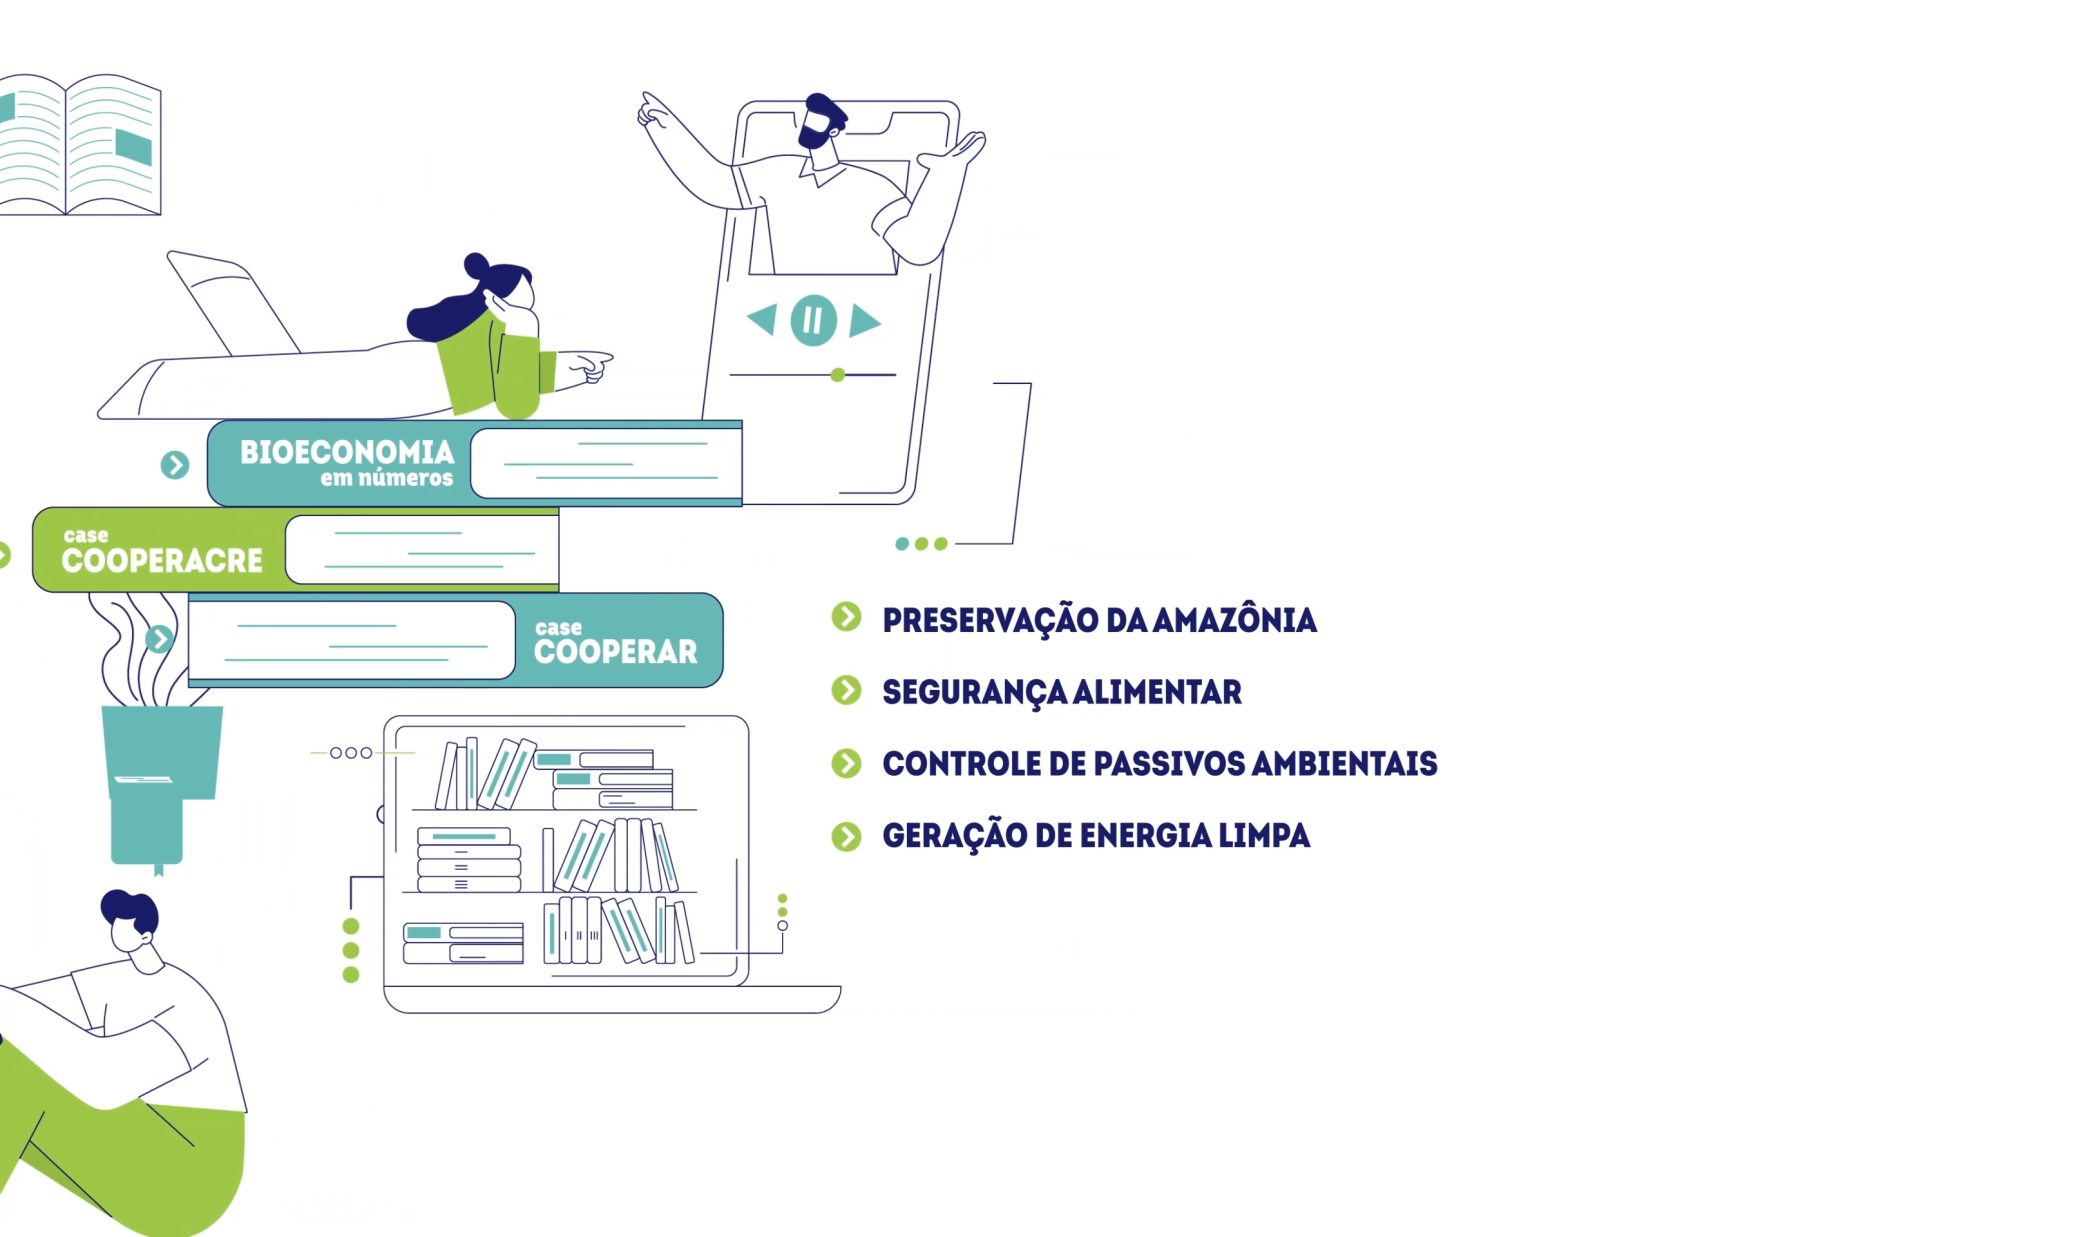 BIOECONOMIA
em números
case
COOPERACRE
case
COOPERAR
PRESERVAÇÃO DA AMAZÔNIA
SEGURANÇA ALIMENTAR
CONTROLE DE PASSIVOS AMBIENTAIS
GERAÇÃO DE ENERGIA LIMPA